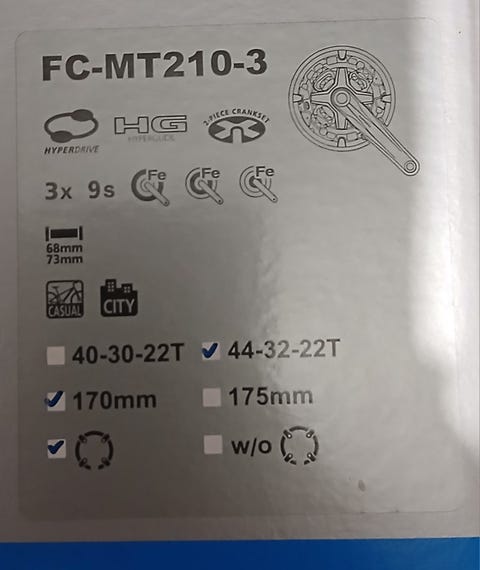 FC-MT210-3
HYPERDRIVE
HG
HYPERGLIDE
2-PIECE CRANKSET
3x 9s Fe Fe Fe
68mm
73mm
CASUAL CITY
40-30-22T 44-32-22T
170mm 175mm
w/o